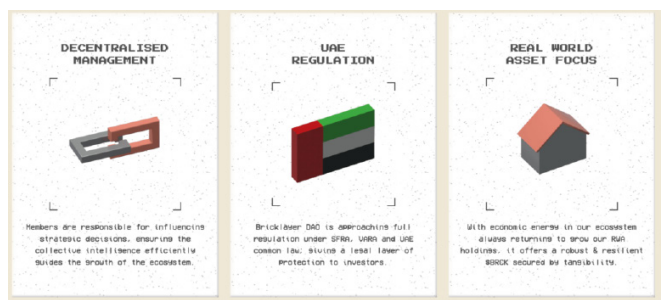 DECENTRALISED
MANAGEMENT
Members are responsible for influencing
strategic decisions, ensuring the
collective intelligence efficiently
guides the growth of the ecosystem.
UAE
REGULATION
Bricklayer DAO is approaching full
regulation under SFRA, VARA and UAE
common law; giving a legal layer of
protection to investors.
REAL WORLD
ASSET FOCUS
With economic energy in our ecosystem
always returning to grow our RWA
holdings, it offers a robust & resilient
$BRCK secured by tangibility.